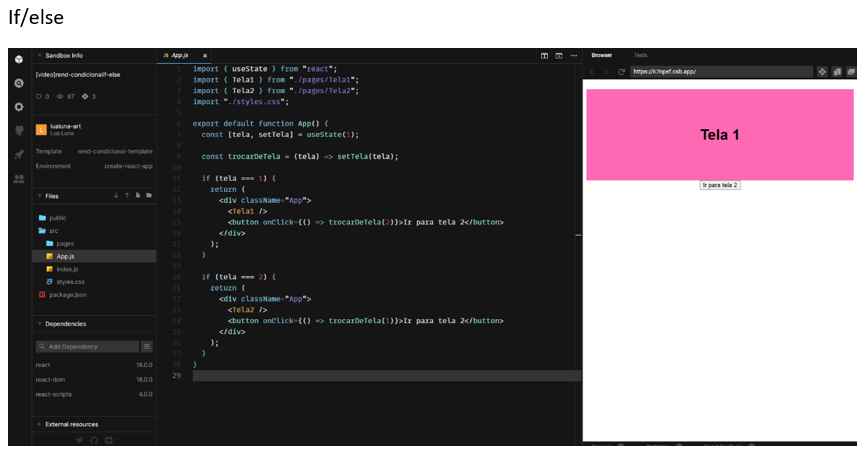 If/else
Sandbox Info
[video]rend-condicionalif-else
0 67 3
lualuna-art
Lua Luna
Template rend-condicional-template
Environment create-react-app
Files
public
src
pages
App.js
index.js
styles.css
package.json
Dependencies
Add Dependency
react 18.0.0
react-dom 18.0.0
react-scripts 4.0.0
External resources
JS App.js ×
1 import { useState } from "react";
2 import { Tela1 } from "./pages/Tela1";
3 import { Tela2 } from "./pages/Tela2";
4 import "./styles.css";
5
6 export default function App() {
7 const [tela, setTela] = useState(1);
8
9 const trocarDeTela = (tela) => setTela(tela);
10
11 if (tela === 1) {
12 return (
13 <div className="App">
14 <Tela1 />
15 <button onClick={() => trocarDeTela(2)}>Ir para tela 2</button>
16 </div>
17 );
18 }
19
20 if (tela === 2) {
21 return (
22 <div className="App">
23 <Tela2 />
24 <button onClick={() => trocarDeTela(1)}>Ir para tela 2</button>
25 </div>
26 );
27 }
28 }
29
Browser Tests
https://k7npef.csb.app/
Tela 1
Ir para tela 2